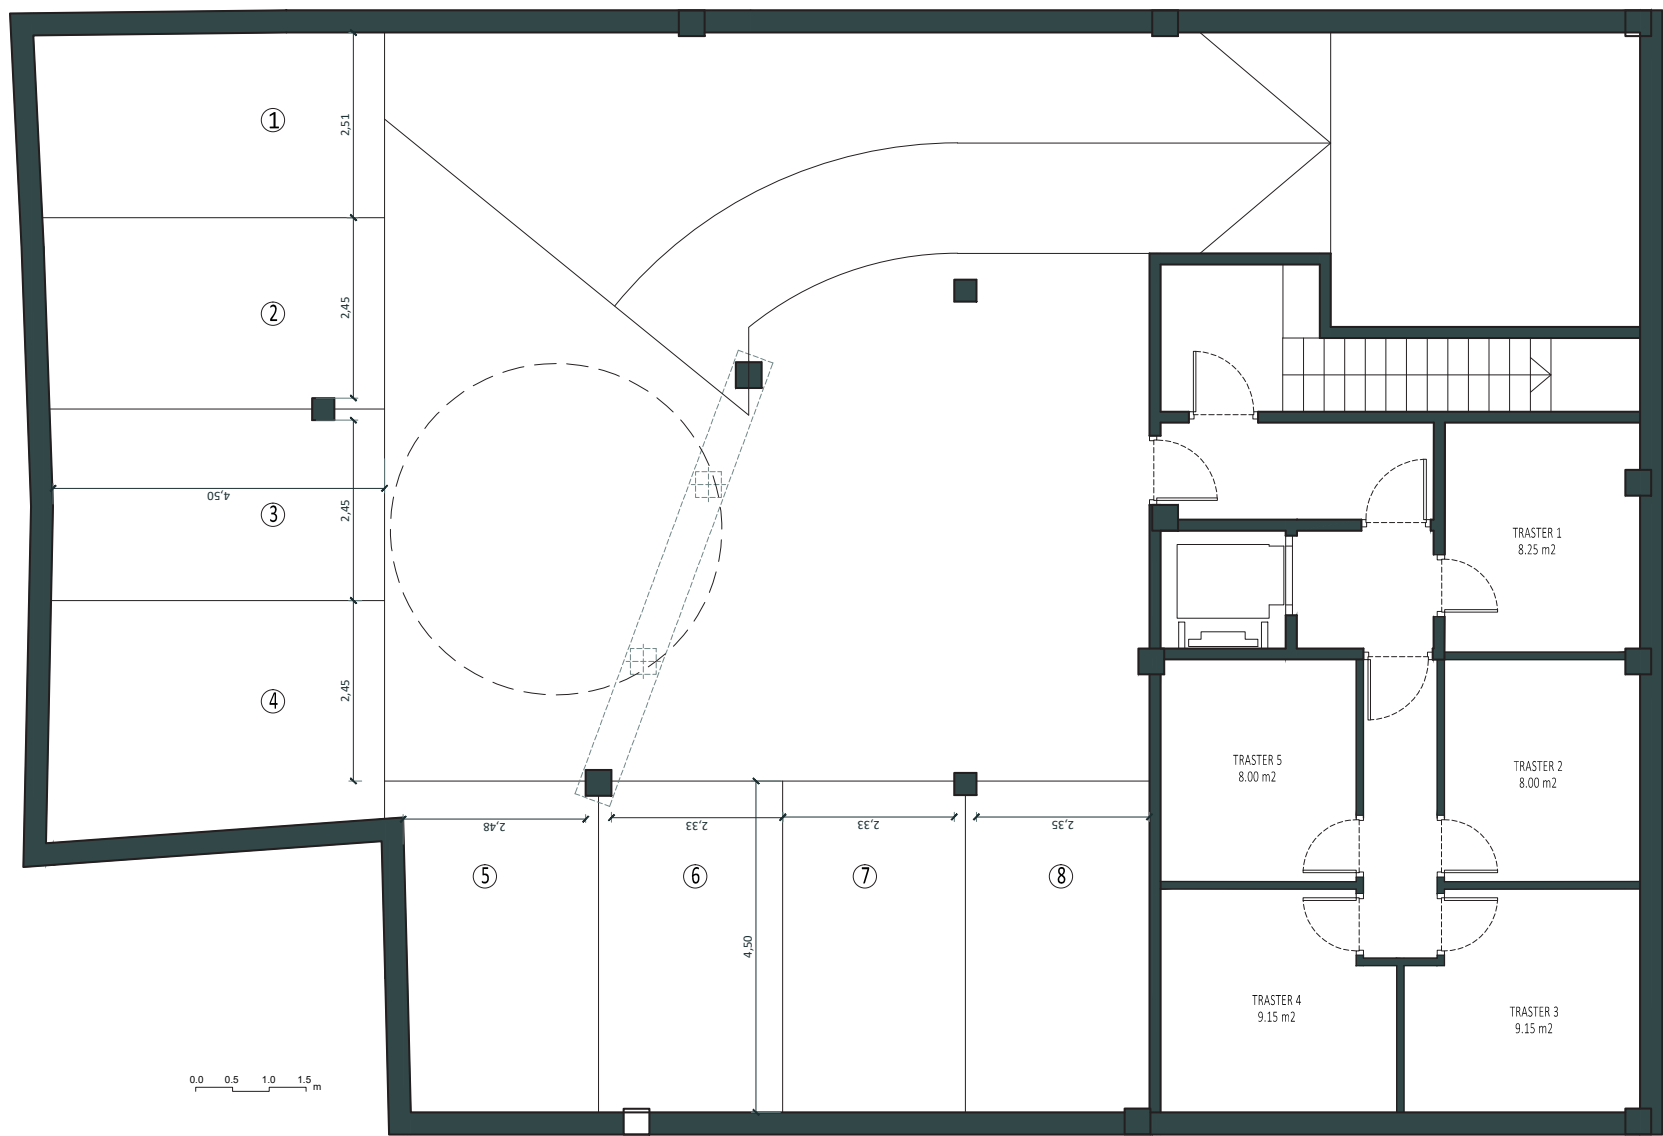 1
2,51
2
2,45
4,50
3
2,45
4
2,45
TRASTER 1
8.25 m2
TRASTER 5
8.00 m2
TRASTER 2
8.00 m2
2,48
2,33
2,33
2,35
5
6
7
8
4,50
TRASTER 4
9.15 m2
TRASTER 3
9.15 m2
0.0 0.5 1.0 1.5 m